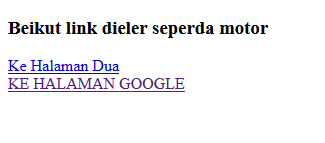 Beikut link dieler seperda motor
Ke Halaman Dua
KE HALAMAN GOOGLE